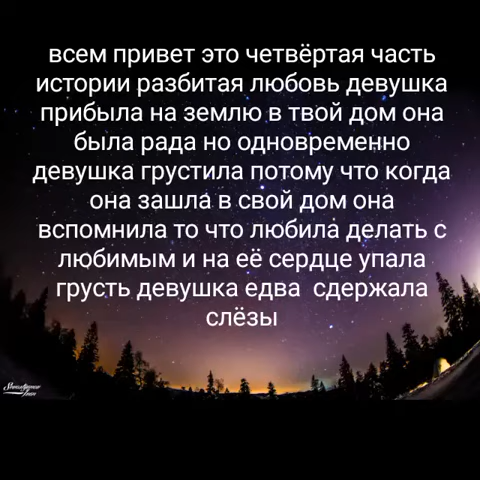 всем привет это четвёртая часть
истории разбитая любовь девушка
прибыла на землю в твой дом она
была рада но одновременно
девушка грустила потому что когда
она зашла в свой дом она
вспомнила то что любила делать с
любимым и на её сердце упала
грусть девушка едва сдержала
слёзы